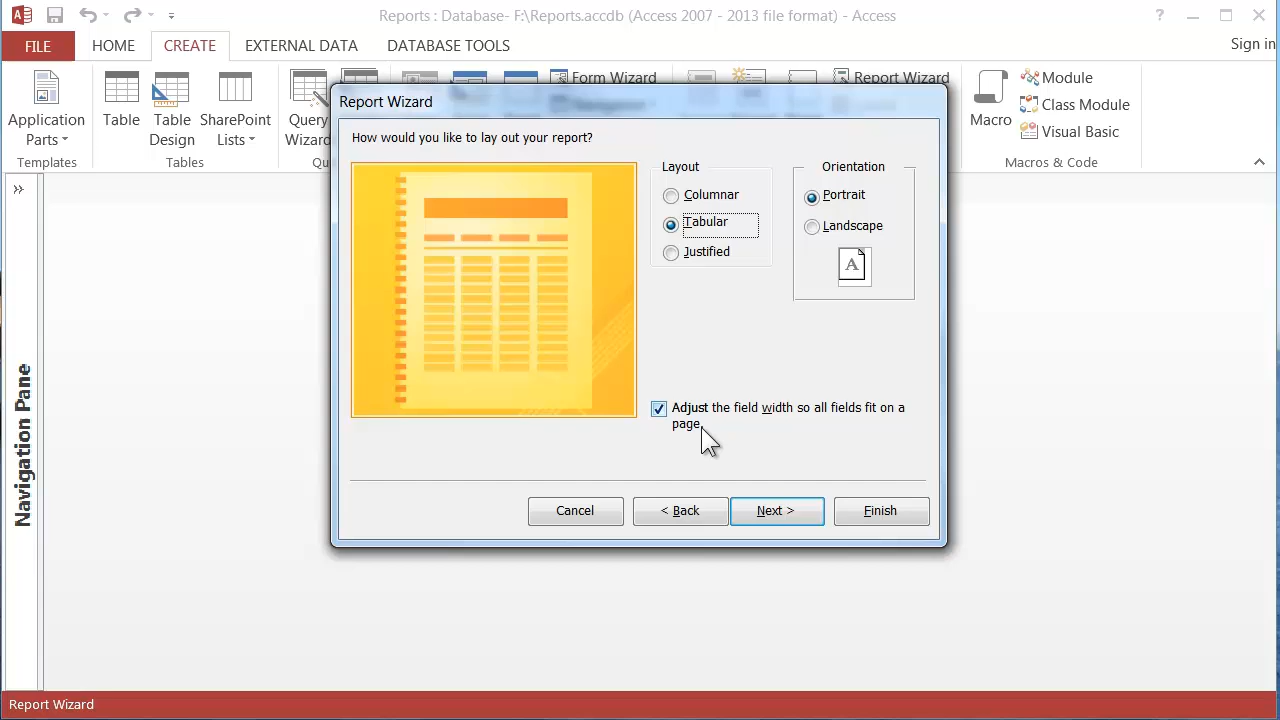 Reports : Database- F:\Reports.accdb (Access 2007 - 2013 file format) - Access
?
FILE
HOME
CREATE
EXTERNAL DATA
DATABASE TOOLS
Sign in
Application
Parts
Templates
Table
Table
Design
SharePoint
Lists
Tables
Query
Wizard
Form Wizard
Report Wizard
Macro
Module
Class Module
Visual Basic
Macros & Code
Report Wizard
How would you like to lay out your report?
Layout
Columnar
Tabular
Justified
Orientation
Portrait
Landscape
A
Adjust the field width so all fields fit on a
page.
Cancel
< Back
Next >
Finish
Navigation Pane
Report Wizard